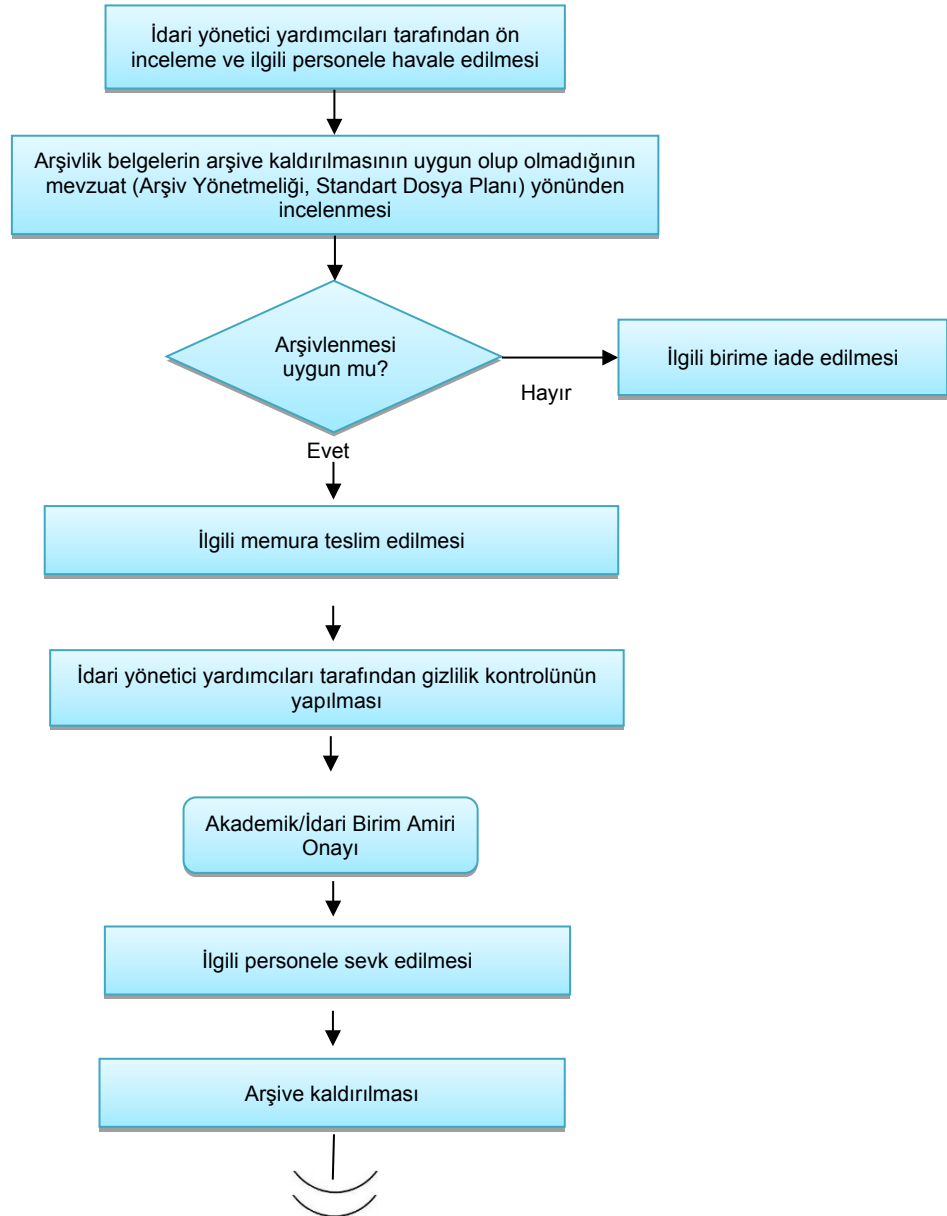 İdari yönetici yardımcıları tarafından ön
inceleme ve ilgili personele havale edilmesi
Arşivlik belgelerin arşive kaldırılmasının uygun olup olmadığının
mevzuat (Arşiv Yönetmeliği, Standart Dosya Planı) yönünden
incelenmesi
Arşivlenmesi
uygun mu?
İlgili birime iade edilmesi
Hayır
Evet
İlgili memura teslim edilmesi
İdari yönetici yardımcıları tarafından gizlilik kontrolünün
yapılması
Akademik/İdari Birim Amiri
Onayı
İlgili personele sevk edilmesi
Arşive kaldırılması